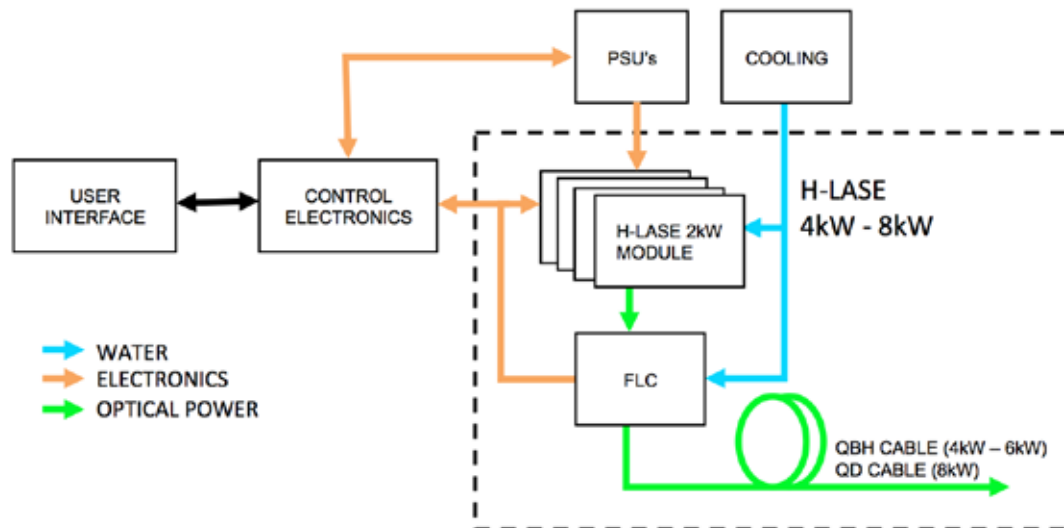 PSU's
COOLING
USER
INTERFACE
CONTROL
ELECTRONICS
H-LASE
4kW - 8kW
H-LASE 2kW
MODULE
WATER
ELECTRONICS
OPTICAL POWER
FLC
QBH CABLE (4kW – 6kW)
QD CABLE (8kW)